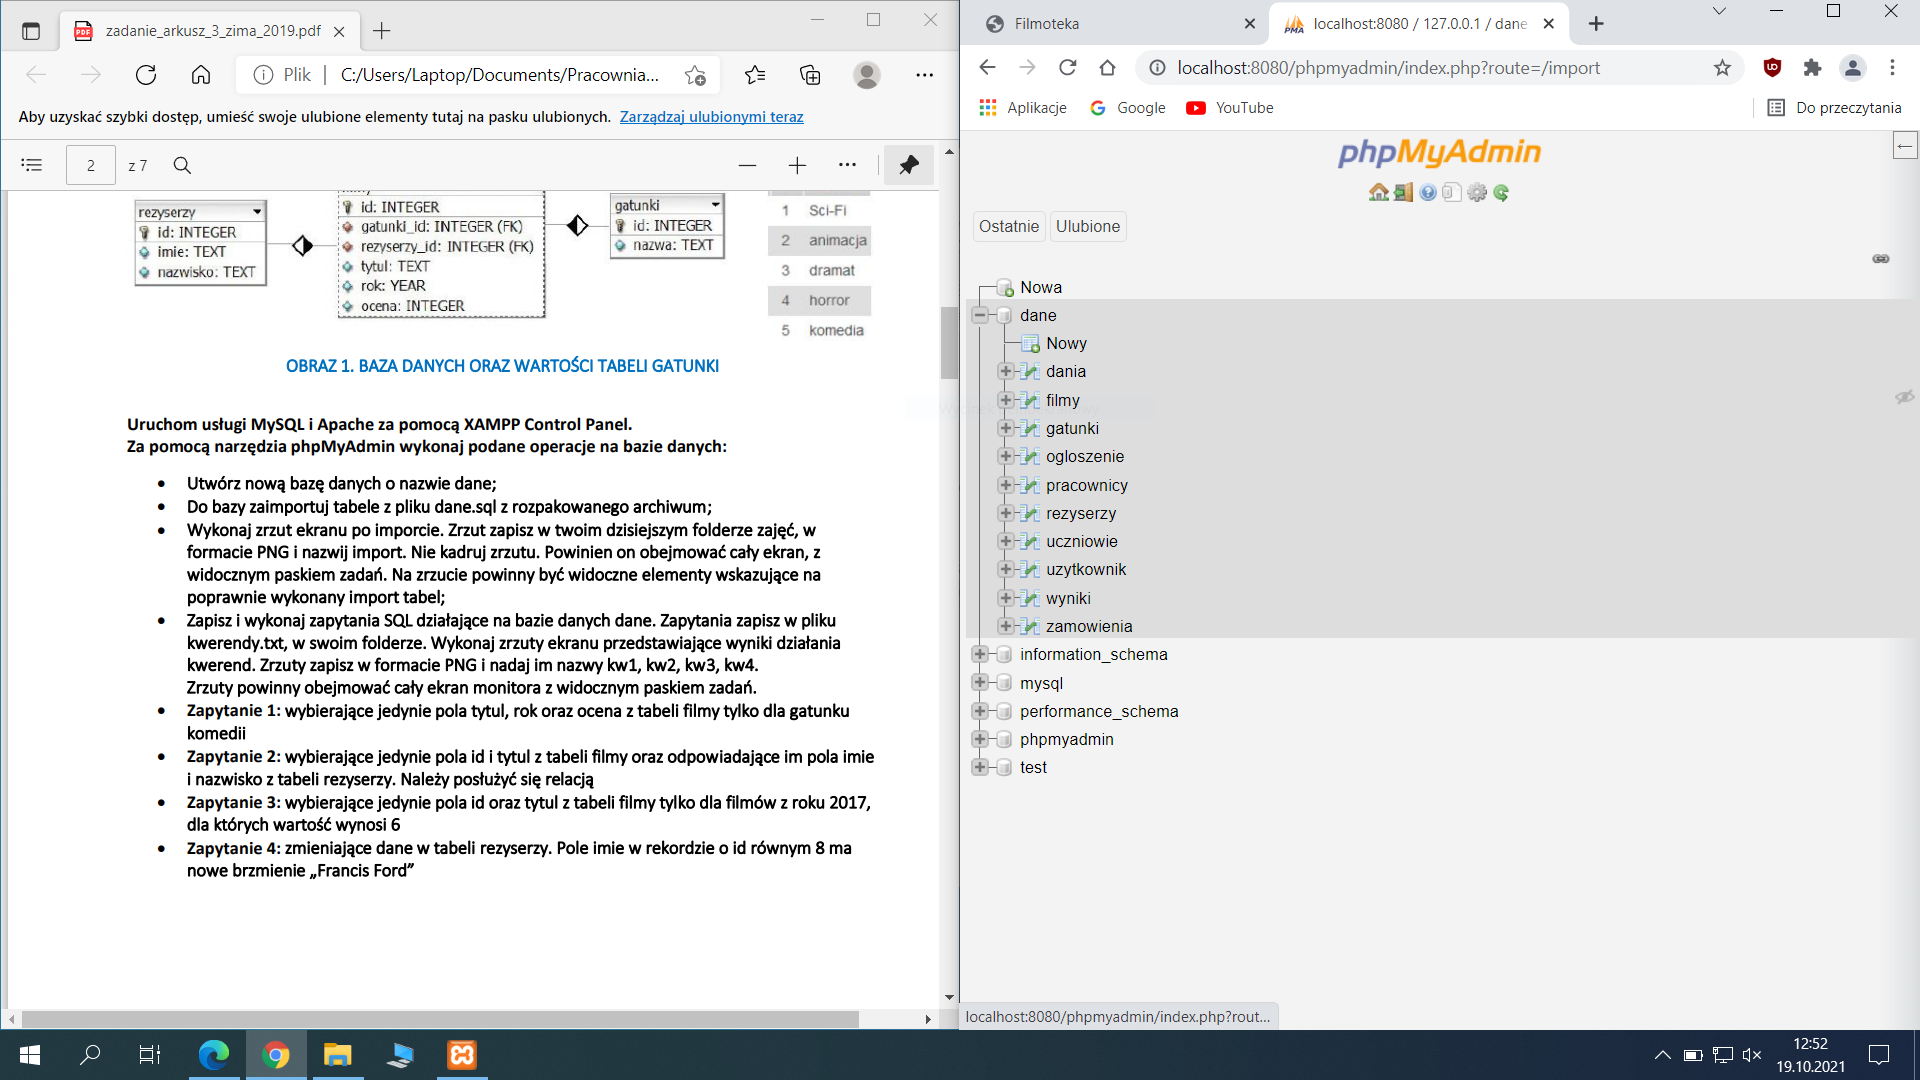 zadanie_arkusz_3_zima_2019.pdf
Plik
C:/Users/Laptop/Documents/Pracownia...
Aby uzyskać szybki dostęp, umieść swoje ulubione elementy tutaj na pasku ulubionych. Zarządzaj ulubionymi teraz
2 z 7
rezyserzy
id: INTEGER
imie: TEXT
nazwisko: TEXT
id: INTEGER
gatunki_id: INTEGER (FK)
rezyserzy_id: INTEGER (FK)
tytul: TEXT
rok: YEAR
ocena: INTEGER
gatunki
id: INTEGER
nazwa: TEXT
1 Sci-Fi
2 animacja
3 dramat
4 horror
5 komedia
OBRAZ 1. BAZA DANYCH ORAZ WARTOŚCI TABELI GATUNKI
Uruchom usługi MySQL i Apache za pomocą XAMPP Control Panel.
Za pomocą narzędzia phpMyAdmin wykonaj podane operacje na bazie danych:
• Utwórz nową bazę danych o nazwie dane;
• Do bazy zaimportuj tabele z pliku dane.sql z rozpakowanego archiwum;
• Wykonaj zrzut ekranu po imporcie. Zrzut zapisz w twoim dzisiejszym folderze zajęć, w
formacie PNG i nazwij import. Nie kadruj zrzutu. Powinien on obejmować cały ekran, z
widocznym paskiem zadań. Na zrzucie powinny być widoczne elementy wskazujące na
poprawnie wykonany import tabel;
• Zapisz i wykonaj zapytania SQL działające na bazie danych dane. Zapytania zapisz w pliku
kwerendy.txt, w swoim folderze. Wykonaj zrzuty ekranu przedstawiające wyniki działania
kwerend. Zrzuty zapisz w formacie PNG i nadaj im nazwy kw1, kw2, kw3, kw4.
Zrzuty powinny obejmować cały ekran monitora z widocznym paskiem zadań.
• Zapytanie 1: wybierające jedynie pola tytul, rok oraz ocena z tabeli filmy tylko dla gatunku
komedii
• Zapytanie 2: wybierające jedynie pola id i tytul z tabeli filmy oraz odpowiadające im pola imie
i nazwisko z tabeli rezyserzy. Należy posłużyć się relacją
• Zapytanie 3: wybierające jedynie pola id oraz tytul z tabeli filmy tylko dla filmów z roku 2017,
dla których wartość wynosi 6
• Zapytanie 4: zmieniające dane w tabeli rezyserzy. Pole imie w rekordzie o id równym 8 ma
nowe brzmienie „Francis Ford”
Filmoteka
localhost:8080 / 127.0.0.1 / dane
localhost:8080/phpmyadmin/index.php?route=/import
Aplikacje
Google
YouTube
Do przeczytania
phpMyAdmin
Ostatnie
Ulubione
Nowa
dane
Nowy
dania
filmy
gatunki
ogloszenie
pracownicy
rezyserzy
uczniowie
uzytkownik
wyniki
zamowienia
information_schema
mysql
performance_schema
phpmyadmin
test
localhost:8080/phpmyadmin/index.php?rout...
12:52
19.10.2021